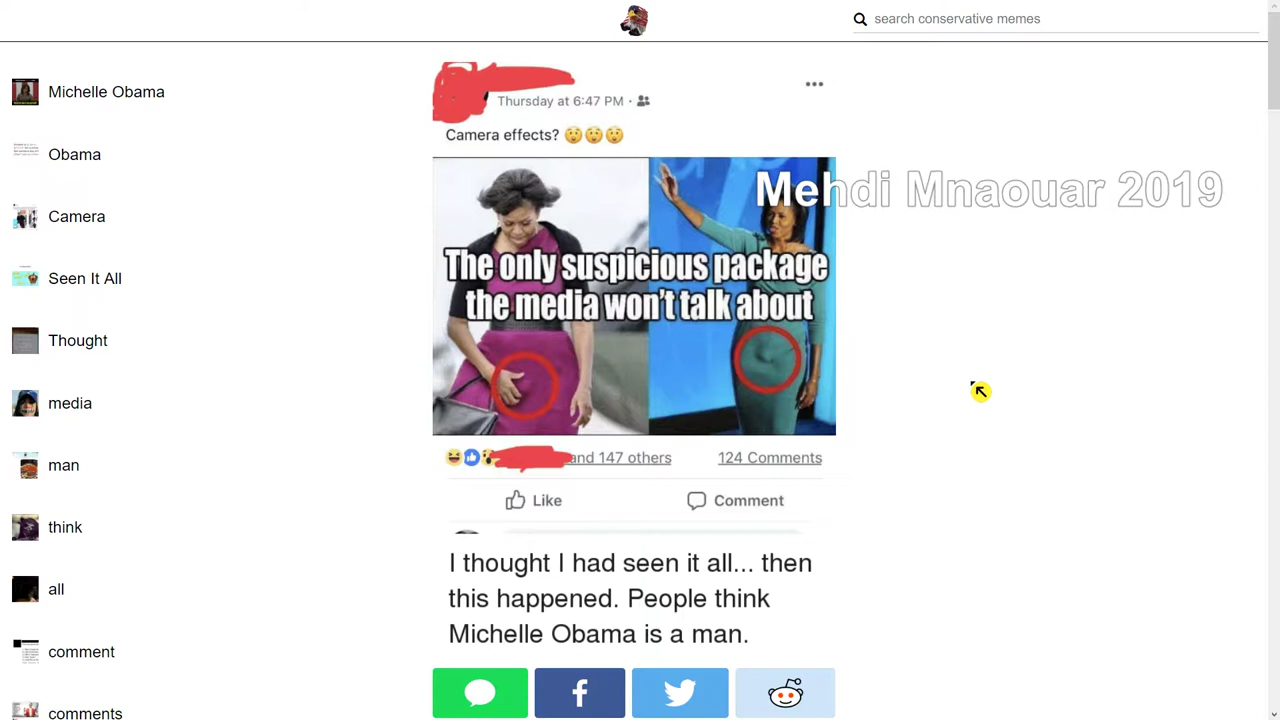 search conservative memes
Michelle Obama
Obama
Camera
Seen It All
Thought
media
man
think
all
comment
comments
Thursday at 6:47 PM ·
Camera effects?
Mehdi Mnaouar 2019
The only suspicious package
the media won't talk about
and 147 others
124 Comments
Like
Comment
I thought I had seen it all... then
this happened. People think
Michelle Obama is a man.